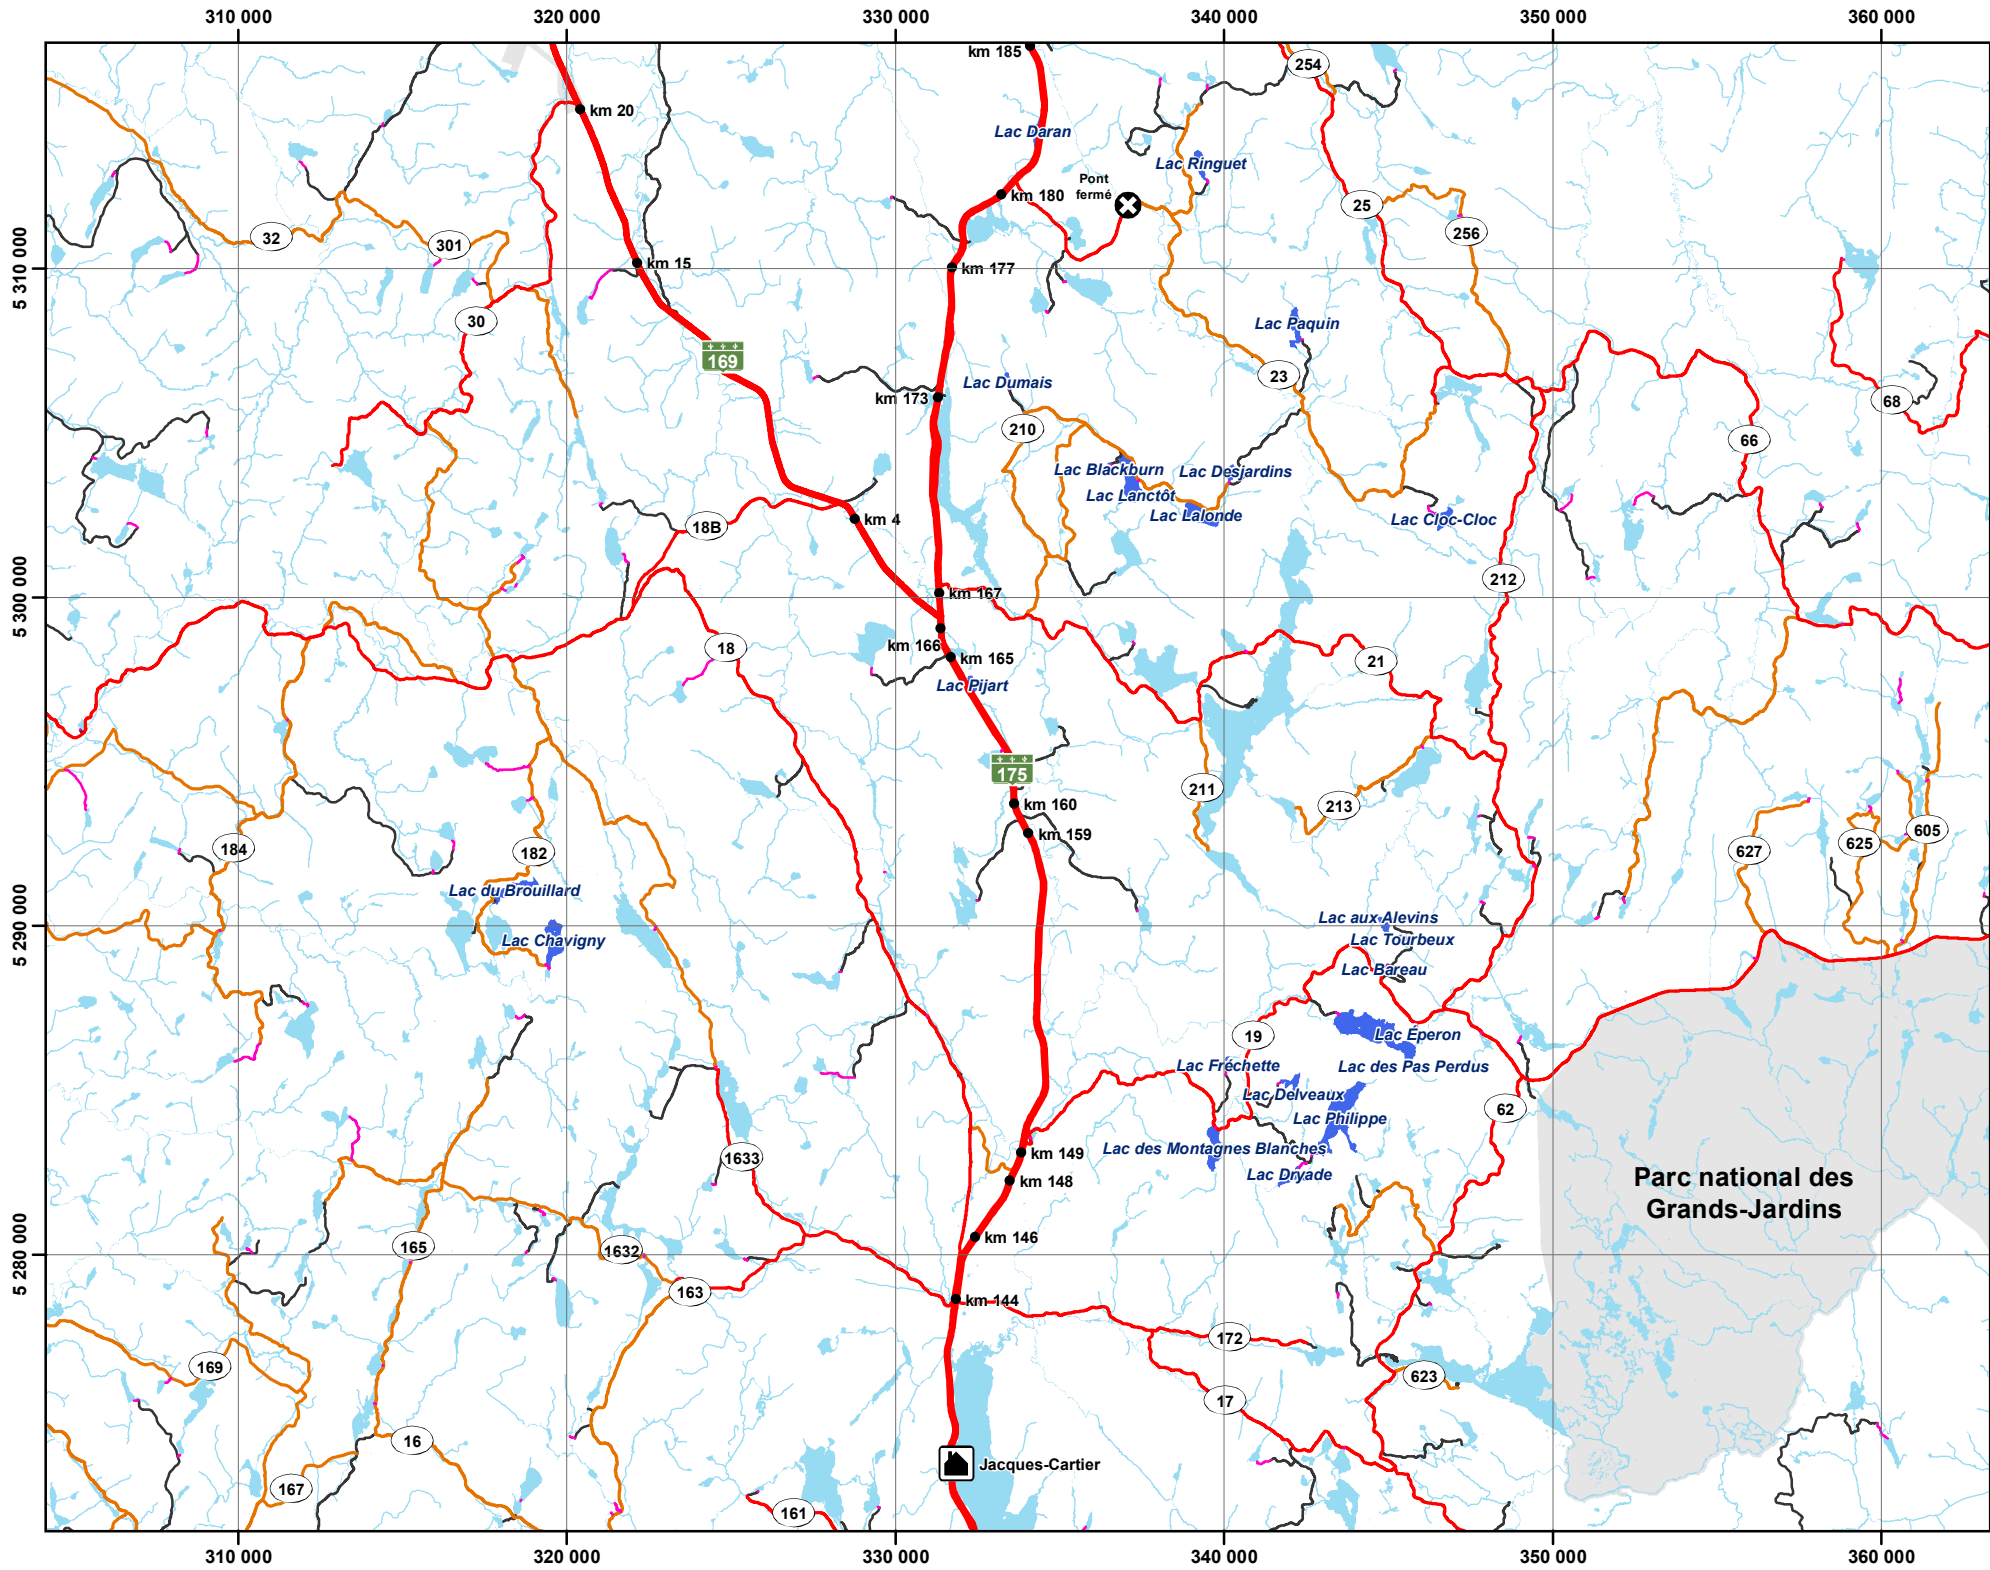 310 000
320 000
330 000
340 000
350 000
360 000
km 185
254
km 20
Lac Daran
Lac Ringuet
Pont
fermé
km 180
25
32
301
256
5 310 000
km 15
km 177
30
Lac Paquin
169
23
Lac Dumais
km 173
68
210
66
Lac Blackburn
Lac Desjardins
Lac Lanctôt
Lac Lalonde
Lac Cloc-Cloc
18B
km 4
212
5 300 000
km 167
18
km 166
km 165
21
Lac Pijart
175
211
km 160
213
km 159
605
184
182
627
625
Lac du Brouillard
Lac aux Alevins
5 290 000
Lac Chavigny
Lac Tourbeux
Lac Bareau
19
Lac Éperon
Lac Fréchette
Lac des Pas Perdus
Lac Delveaux
62
Lac Philippe
1633
km 149
Lac des Montagnes Blanches
Lac Dryade
km 148
Parc national des
Grands-Jardins
165
1632
km 146
5 280 000
163
km 144
172
169
623
17
16
Jacques-Cartier
167
161
310 000
320 000
330 000
340 000
350 000
360 000